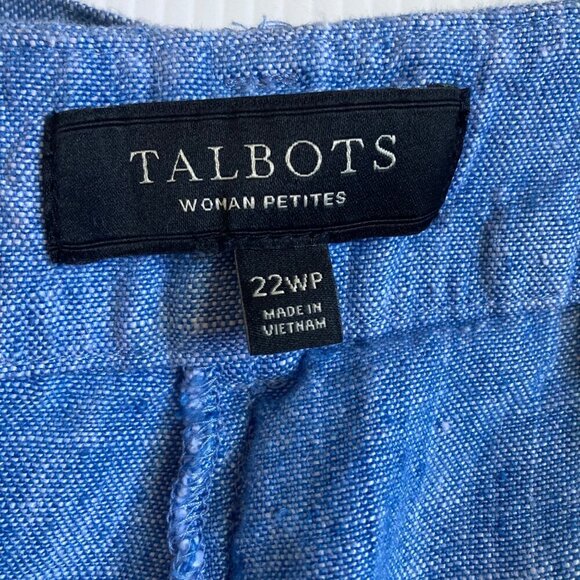 TALBOTS
WOMAN PETITES
22WP
MADE IN
VIETNAM